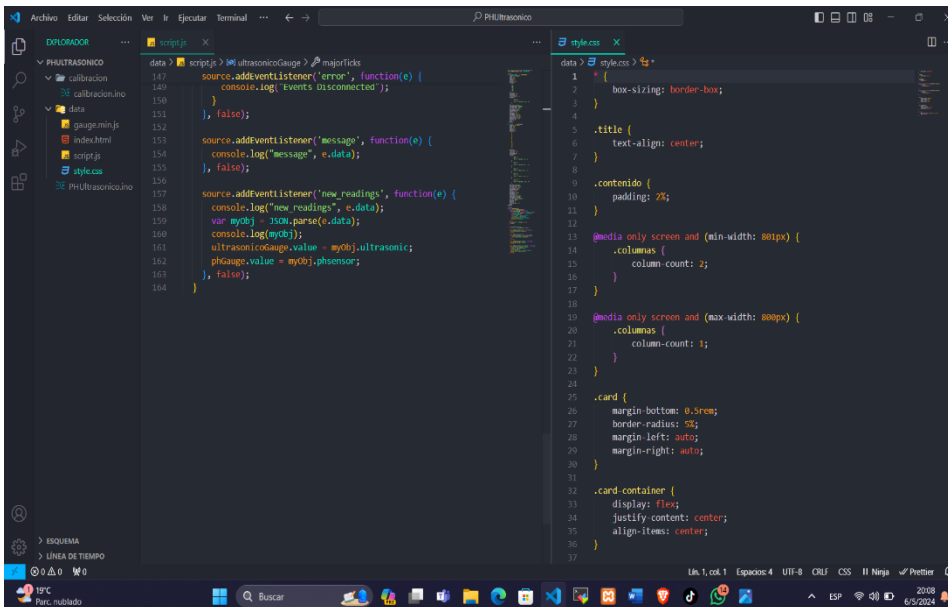 Archivo Editar Selección Ver Ir Ejecutar Terminal ··· ← → PHUltrasonico
EXPLORADOR ···
PHULTRASONICO
calibracion
calibracion.ino
data
gauge.min.js
index.html
script.js
style.css
PHUltrasonico.ino
ESQUEMA
LÍNEA DE TIEMPO
script.js ×
data > script.js > ultrasonicoGauge > majorTicks
147 source.addEventListener('error', function(e) {
149 console.log("Events Disconnected");
150 }
151 }, false);
152
153 source.addEventListener('message', function(e) {
154 console.log("message", e.data);
155 }, false);
156
157 source.addEventListener('new_readings', function(e) {
158 console.log("new_readings", e.data);
159 var myObj = JSON.parse(e.data);
160 console.log(myObj);
161 ultrasonicoGauge.value = myObj.ultrasonic;
162 phGauge.value = myObj.phsensor;
163 }, false);
164 }
style.css ×
data > style.css > *
1 * {
2 box-sizing: border-box;
3 }
4
5 .title {
6 text-align: center;
7 }
8
9 .contenido {
10 padding: 2%;
11 }
12
13 @media only screen and (min-width: 801px) {
14 .columnas {
15 column-count: 2;
16 }
17 }
18
19 @media only screen and (max-width: 800px) {
20 .columnas {
21 column-count: 1;
22 }
23 }
24
25 .card {
26 margin-bottom: 0.5rem;
27 border-radius: 5%;
28 margin-left: auto;
29 margin-right: auto;
30 }
31
32 .card-container {
33 display: flex;
34 justify-content: center;
35 align-items: center;
36 }
37
0 0 0 Lín. 1, col. 1 Espacios: 4 UTF-8 CRLF CSS Ninja Prettier
19°C
Parc. nublado
Buscar
ESP
20:08
6/5/2024